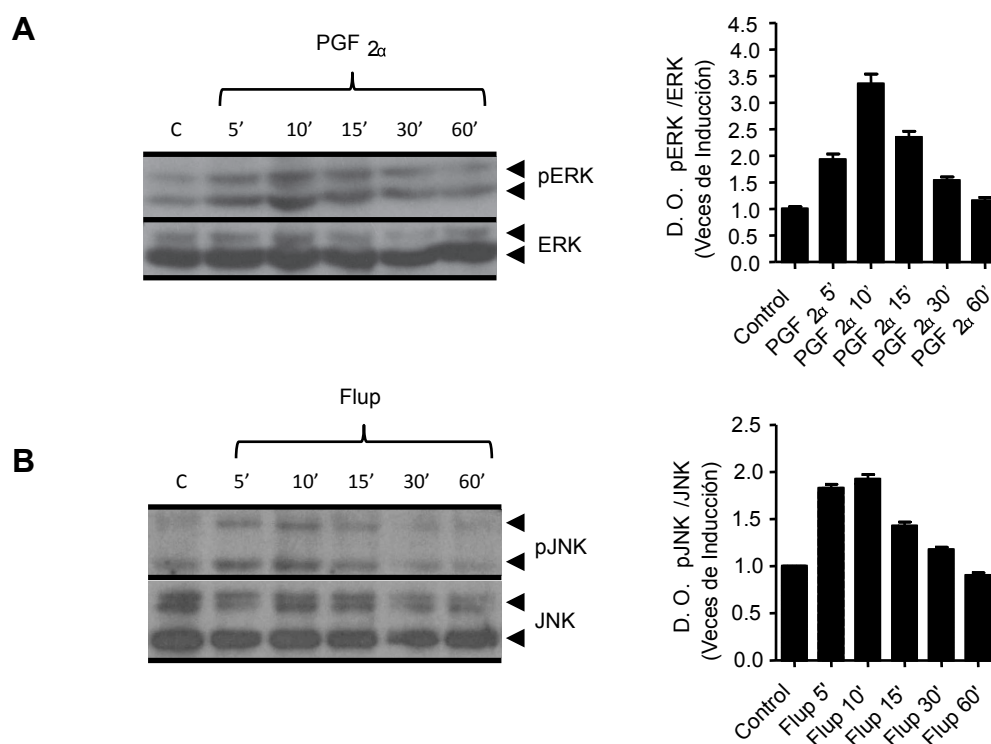 A
PGF 2α
C 5’ 10’ 15’ 30’ 60’
pERK
ERK
D. O. pERK /ERK
(Veces de Inducción)
4.5
4.0
3.5
3.0
2.5
2.0
1.5
1.0
0.5
0.0
Control
PGF 2α 5'
PGF 2α 10'
PGF 2α 15'
PGF 2α 30'
PGF 2α 60'
B
Flup
C 5’ 10’ 15’ 30’ 60’
pJNK
JNK
D. O. pJNK /JNK
(Veces de Inducción)
2.5
2.0
1.5
1.0
0.5
0.0
Control
Flup 5'
Flup 10'
Flup 15'
Flup 30'
Flup 60'